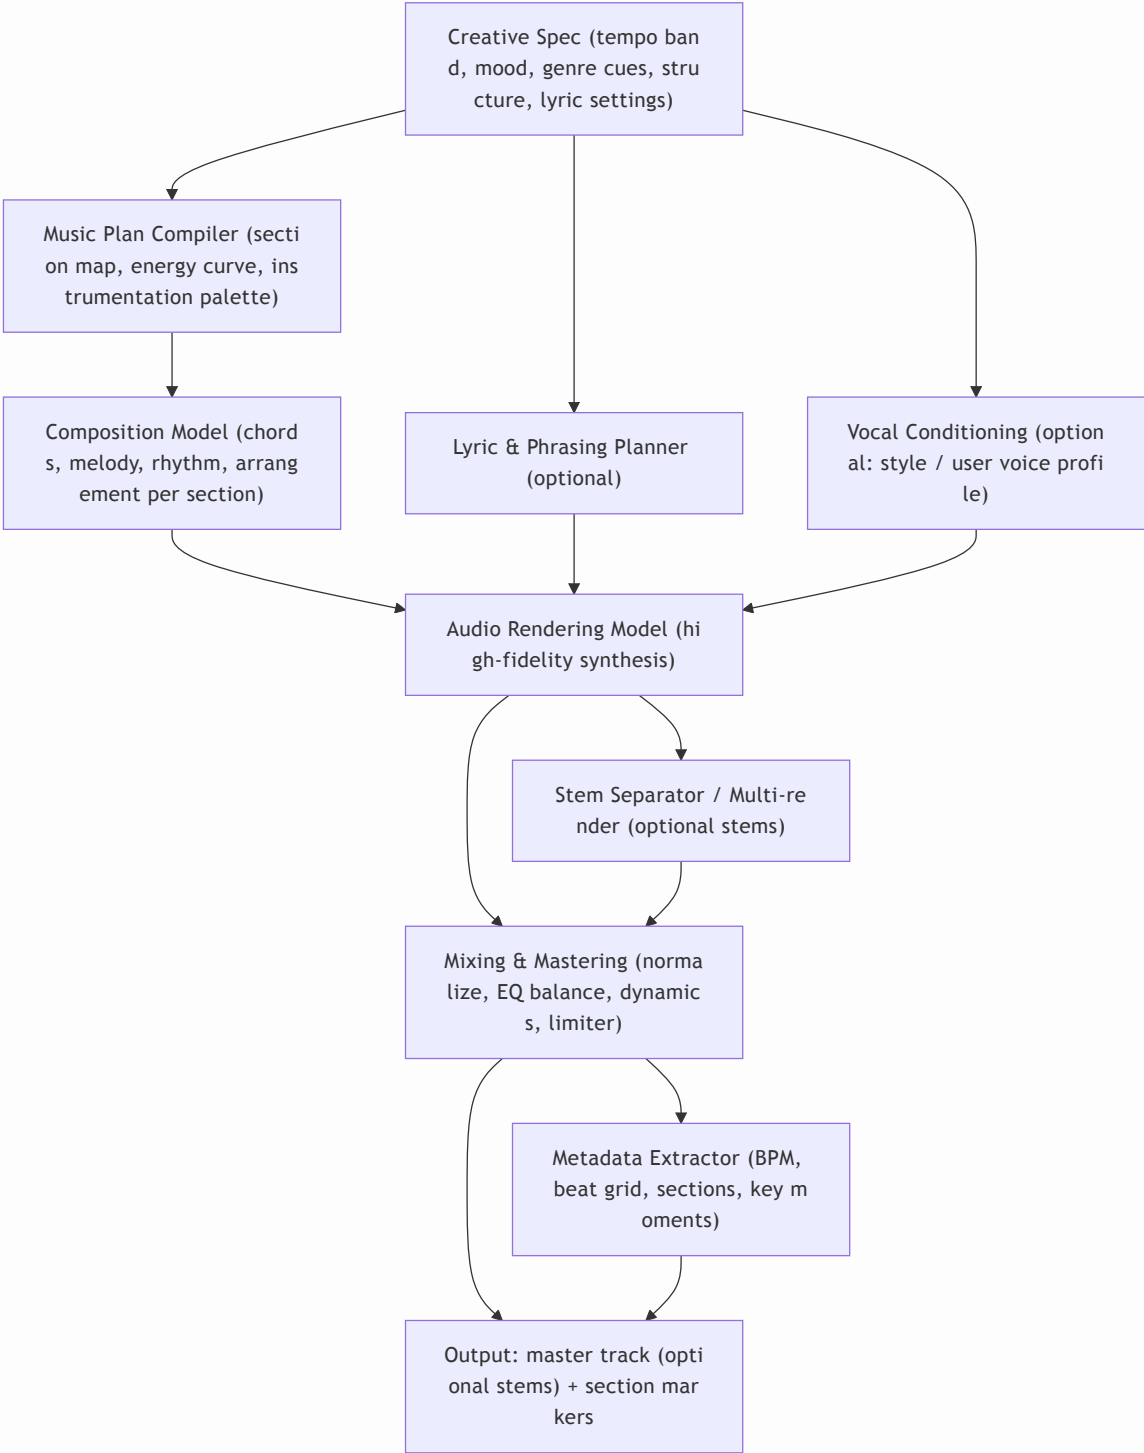 Creative Spec (tempo ban
d, mood, genre cues, stru
cture, lyric settings)
Music Plan Compiler (secti
on map, energy curve, ins
trumentation palette)
Composition Model (chord
s, melody, rhythm, arrang
ement per section)
Lyric & Phrasing Planner
(optional)
Vocal Conditioning (option
al: style / user voice profi
le)
Audio Rendering Model (hi
gh-fidelity synthesis)
Stem Separator / Multi-re
nder (optional stems)
Mixing & Mastering (norma
lize, EQ balance, dynamic
s, limiter)
Metadata Extractor (BPM,
beat grid, sections, key m
oments)
Output: master track (opti
onal stems) + section mar
kers